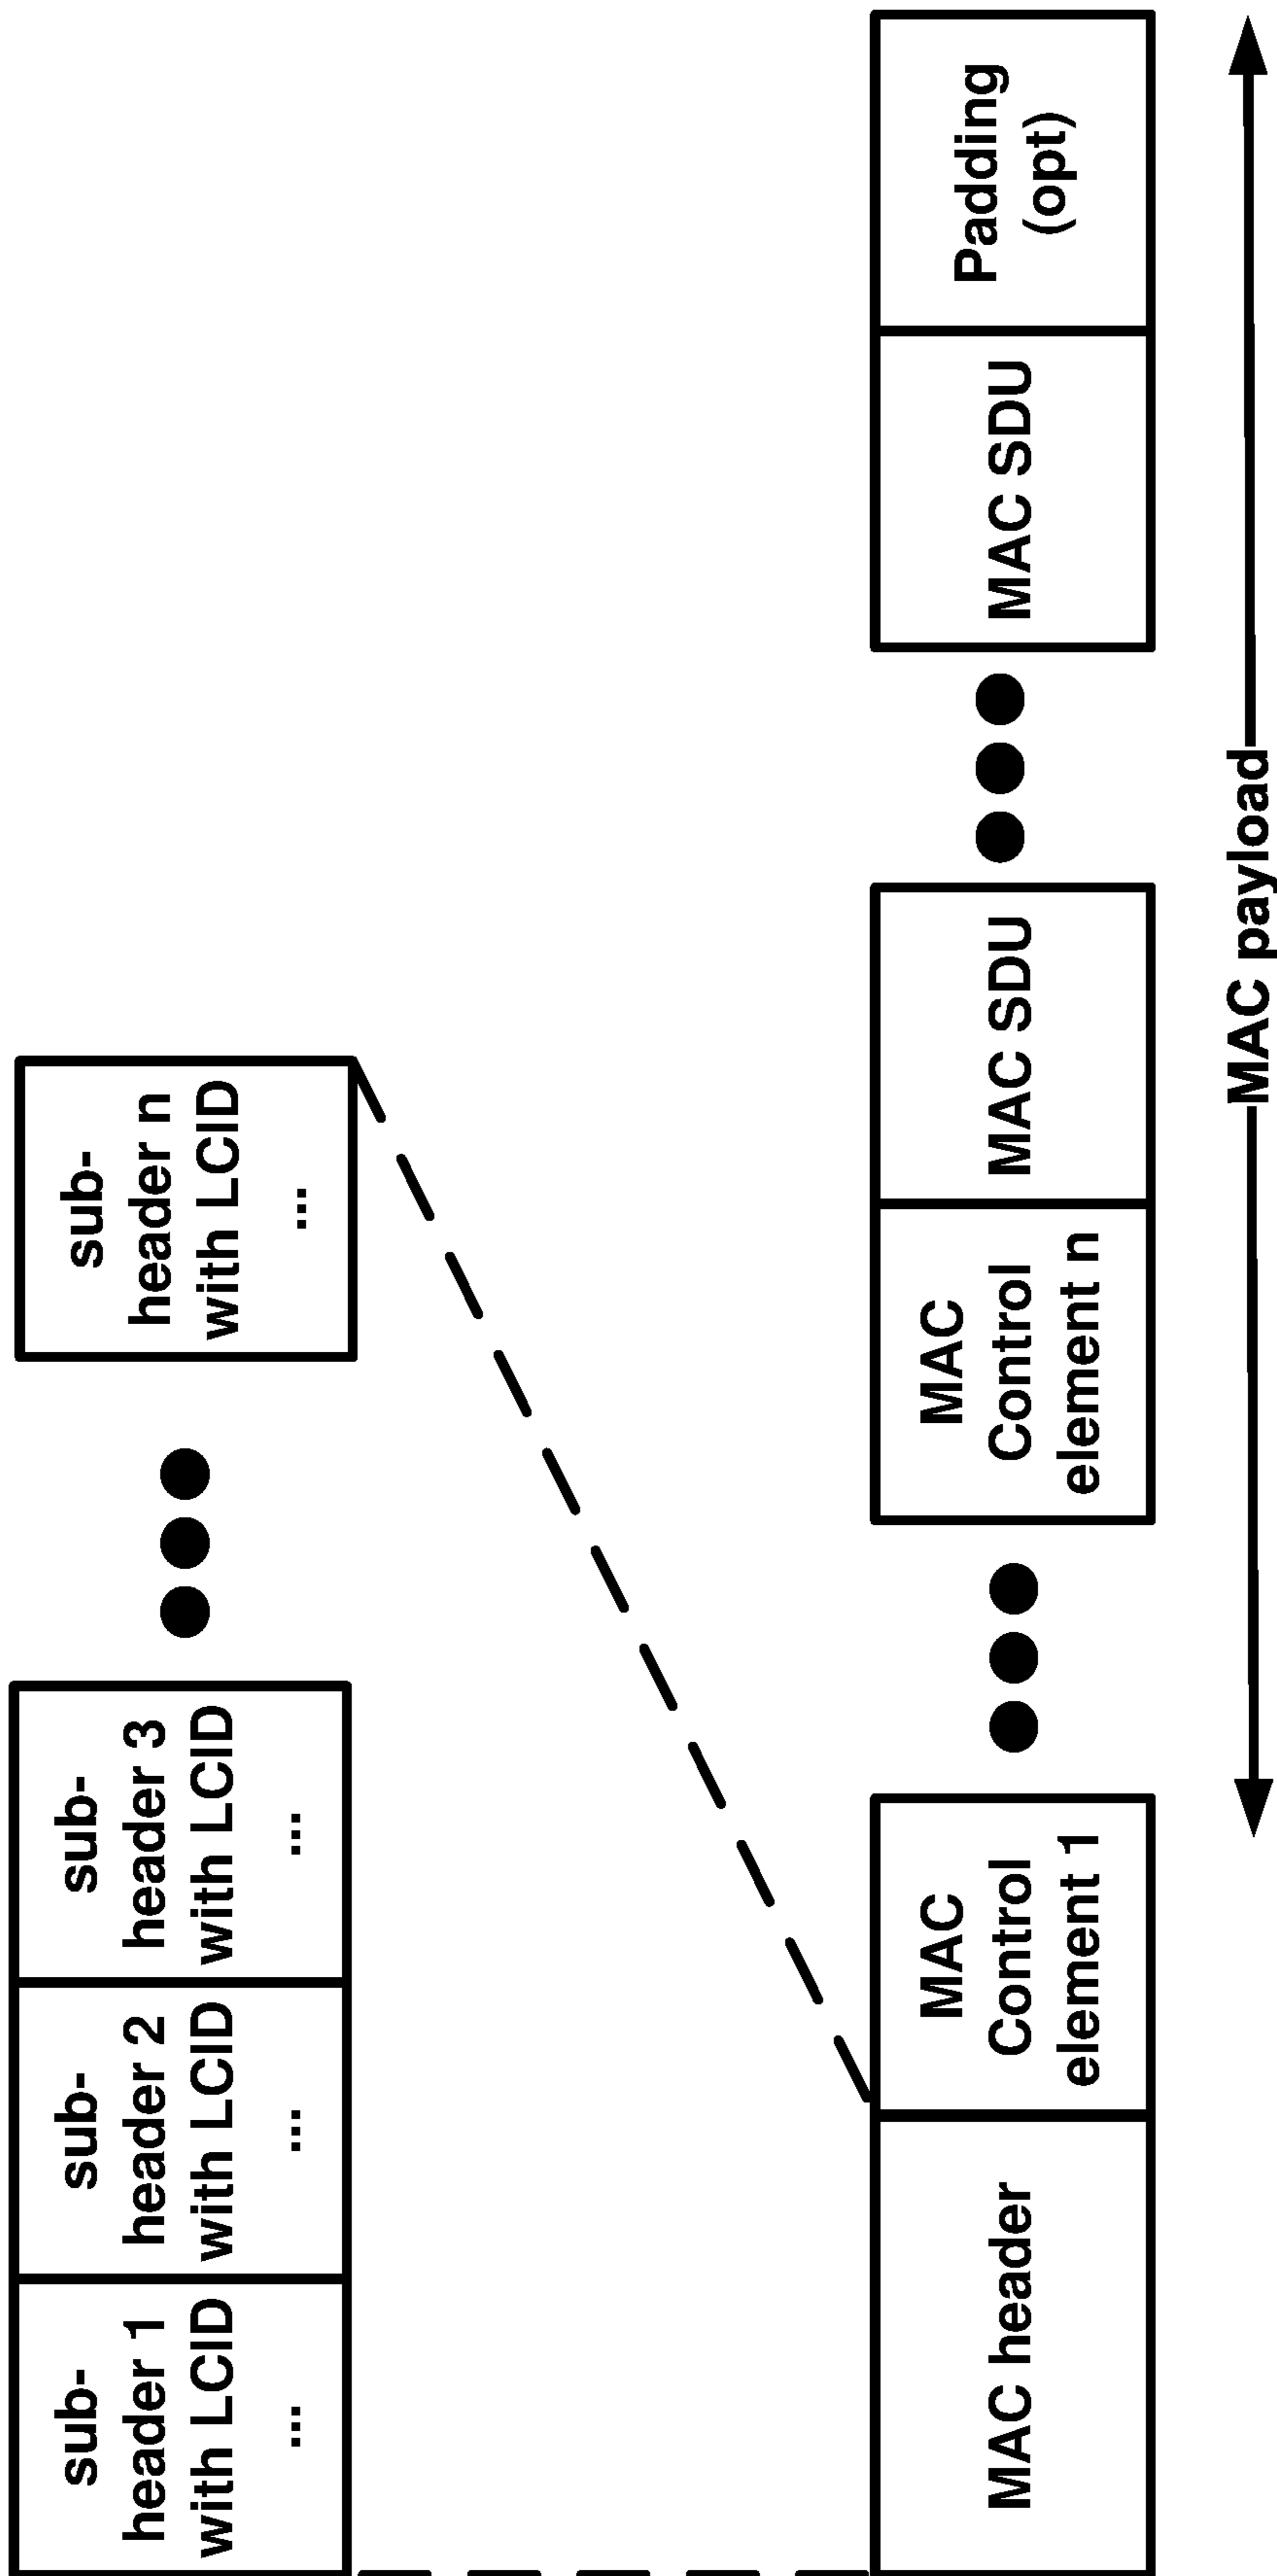 sub-
header 1
with LCID
...
sub-
header 2
with LCID
...
sub-
header 3
with LCID
...
sub-
header n
with LCID
...
MAC header
MAC
Control
element 1
MAC
Control
element n
MAC SDU
MAC SDU
Padding
(opt)
MAC payload